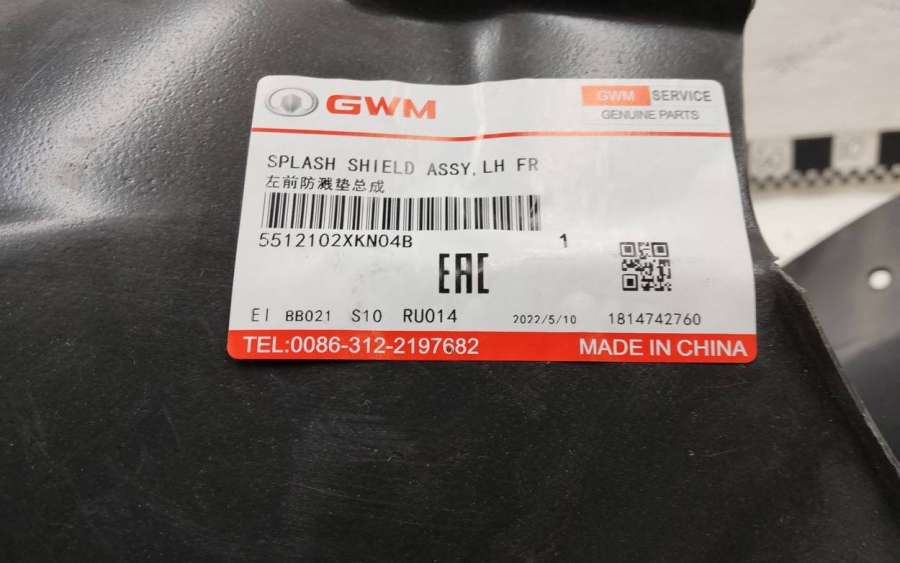 GWM
GWM SERVICE
GENUINE PARTS
SPLASH SHIELD ASSY,LH FR
左前防溅垫总成
5512102XKN04B 1
EAC
EI BB021 S10 RU014 2022/5/10 1814742760
TEL:0086-312-2197682 MADE IN CHINA